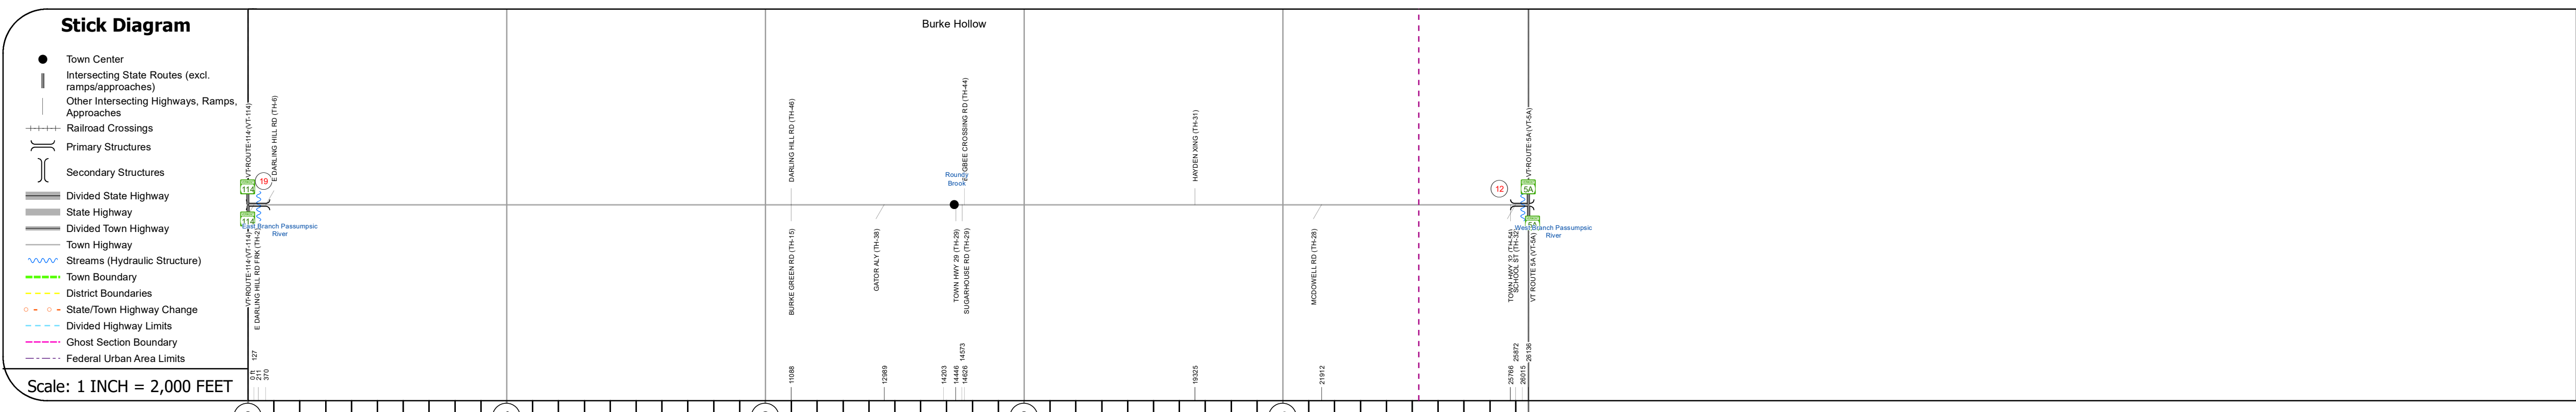 Stick Diagram
Town Center
Intersecting State Routes (excl.
ramps/approaches)
Other Intersecting Highways, Ramps,
Approaches
Railroad Crossings
Primary Structures
Secondary Structures
Divided State Highway
State Highway
Divided Town Highway
Town Highway
Streams (Hydraulic Structure)
Town Boundary
District Boundaries
State/Town Highway Change
Divided Highway Limits
Ghost Section Boundary
Federal Urban Area Limits
Scale: 1 INCH = 2,000 FEET
Burke Hollow
VT-ROUTE-114 (VT-114)
E DARLING HILL RD (TH-6)
DARLING HILL RD (TH-46)
CROSSING RD (TH-44)
HAYDEN XING (TH-31)
VT-ROUTE-5A (VT-5A)
19
114
114
Roundy
Brook
12
5A
5A
East Branch Passumpsic
River
West Branch Passumpsic
River
VT-ROUTE-114 (VT-114)
E DARLING HILL RD FRK
BURKE GREEN RD (TH-15)
GATOR ALY (TH-38)
TOWN HWY 29 (TH-29)
SUGARHOUSE RD (TH-29)
MCDOWELL RD (TH-28)
TOWN HWY 32 (TH-54)
SCHOOL ST (TH-32)
VT ROUTE 5A (VT-5A)
0 ft
127
211
370
11088
12989
14203
14446
14573
14626
19325
21912
25766
25872
26015
26136